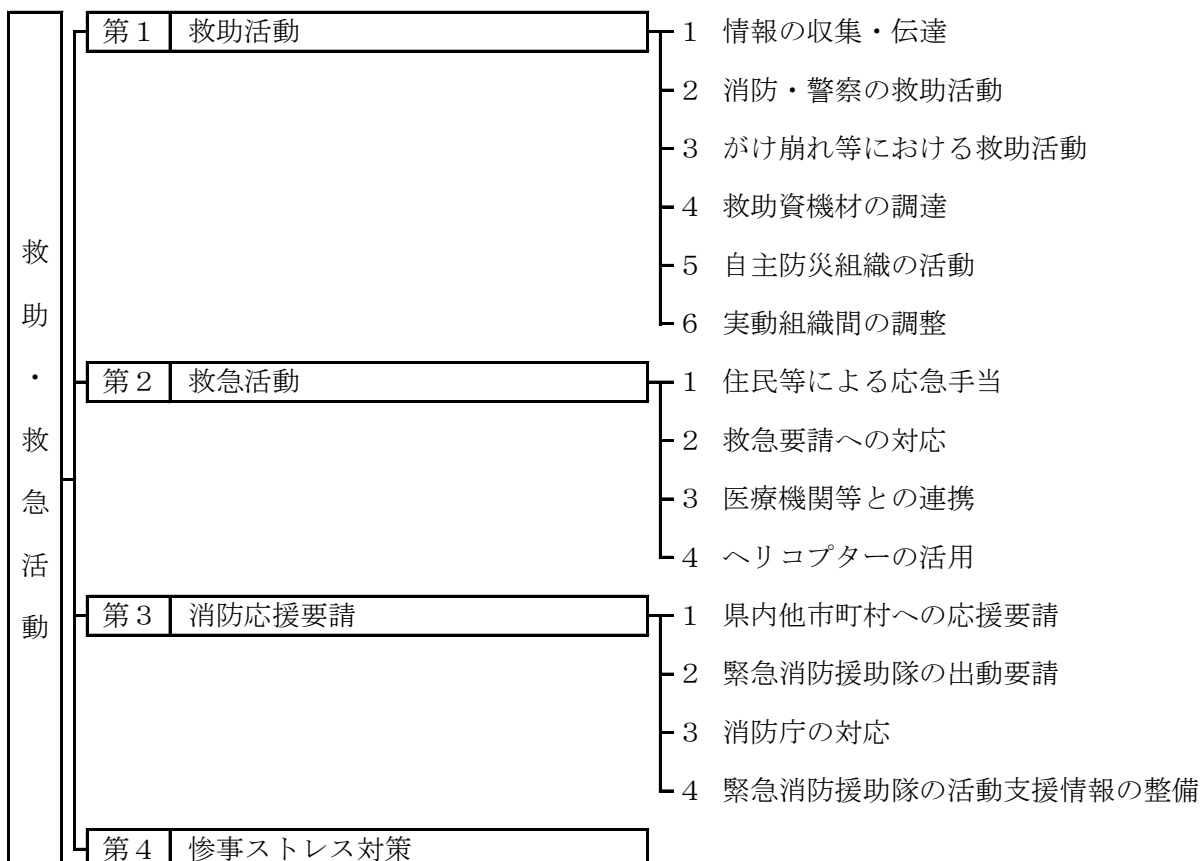 救助・救急活動
第１ 救助活動
１ 情報の収集・伝達
２ 消防・警察の救助活動
３ がけ崩れ等における救助活動
４ 救助資機材の調達
５ 自主防災組織の活動
６ 実動組織間の調整
第２ 救急活動
１ 住民等による応急手当
２ 救急要請への対応
３ 医療機関等との連携
４ ヘリコプターの活用
第３ 消防応援要請
１ 県内他市町村への応援要請
２ 緊急消防援助隊の出動要請
３ 消防庁の対応
４ 緊急消防援助隊の活動支援情報の整備
第４ 惨事ストレス対策